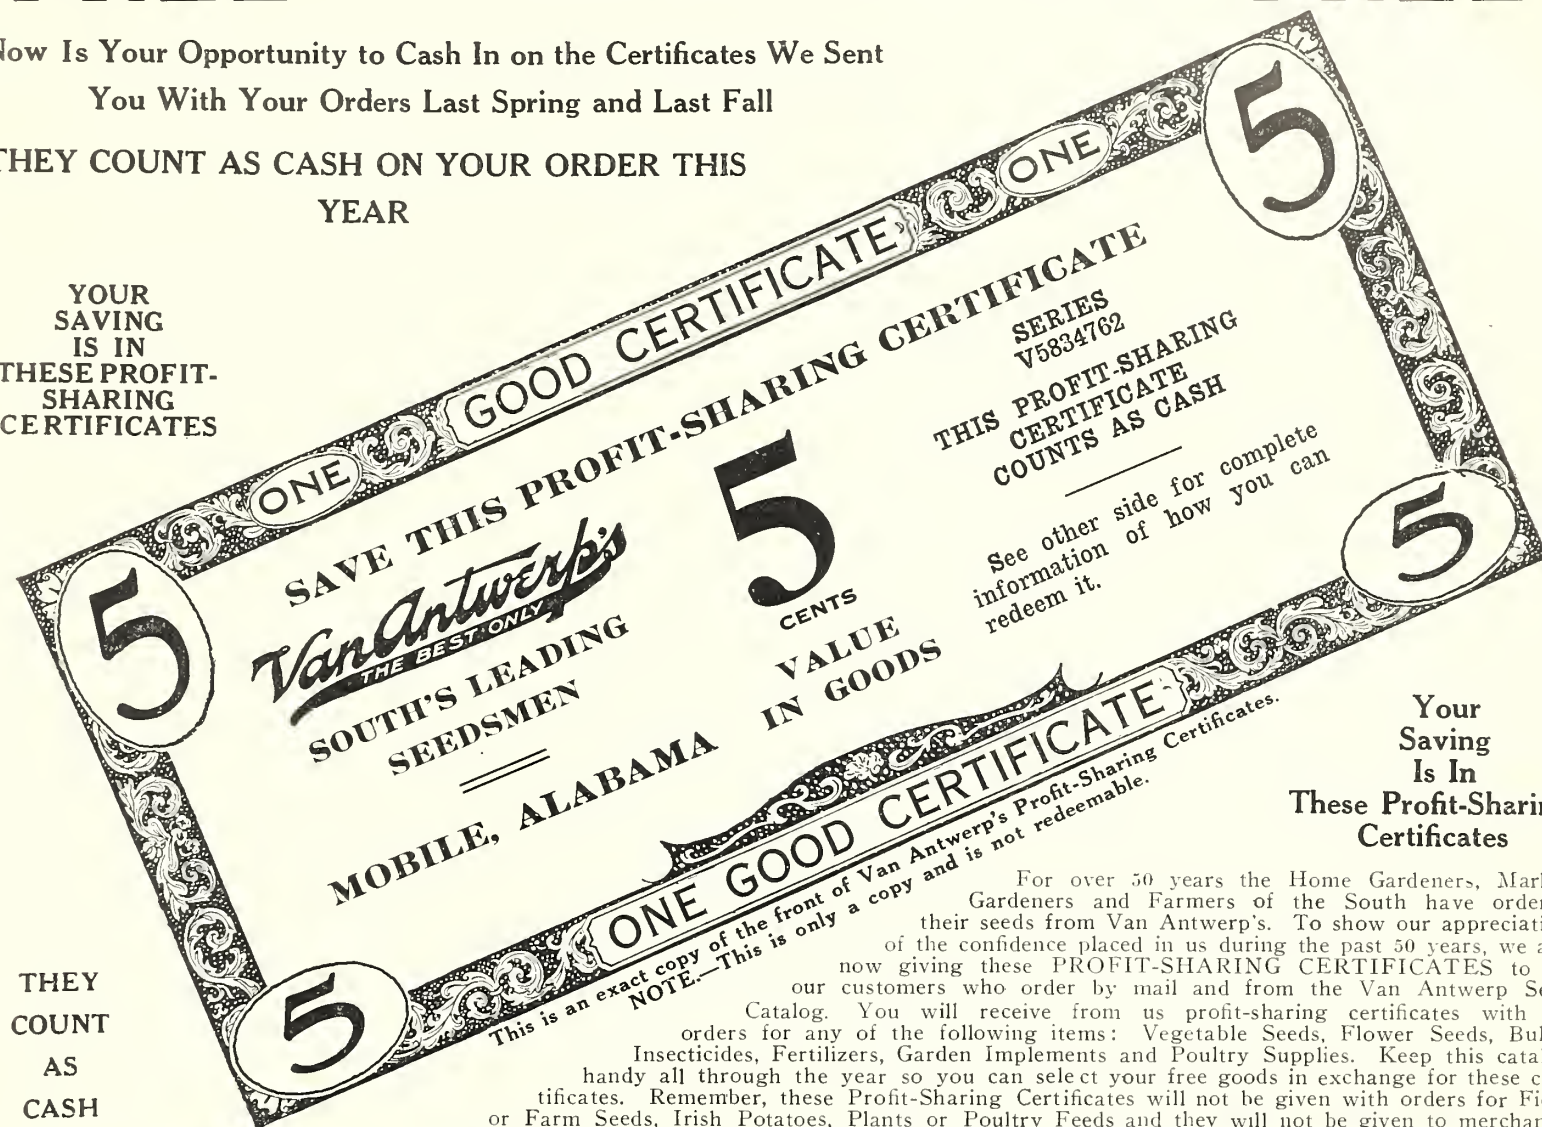 Now Is Your Opportunity to Cash In on the Certificates We Sent
You With Your Orders Last Spring and Last Fall
THEY COUNT AS CASH ON YOUR ORDER THIS
YEAR
YOUR
SAVING
IS IN
THESE PROFIT-
SHARING
CERTIFICATES
ONE GOOD CERTIFICATE ONE
5 5
SAVE THIS PROFIT-SHARING CERTIFICATE
Van Antwerp's
THE BEST ONLY
SOUTH'S LEADING
SEEDSMEN
MOBILE, ALABAMA
5
CENTS
VALUE
IN GOODS
SERIES
V5834762
THIS PROFIT-SHARING
CERTIFICATE
COUNTS AS CASH
See other side for complete
information of how you can
redeem it.
5 5
ONE GOOD CERTIFICATE
This is an exact copy of the front of Van Antwerp's Profit-Sharing Certificates.
NOTE.—This is only a copy and is not redeemable.
THEY
COUNT
AS
CASH
Your
Saving
Is In
These Profit-Sharin
Certificates
For over 50 years the Home Gardeners, Mark
Gardeners and Farmers of the South have order
their seeds from Van Antwerp's. To show our appreciati
of the confidence placed in us during the past 50 years, we a
now giving these PROFIT-SHARING CERTIFICATES to
our customers who order by mail and from the Van Antwerp Se
Catalog. You will receive from us profit-sharing certificates with
orders for any of the following items: Vegetable Seeds, Flower Seeds, Bul
Insecticides, Fertilizers, Garden Implements and Poultry Supplies. Keep this catal
handy all through the year so you can select your free goods in exchange for these c
tificates. Remember, these Profit-Sharing Certificates will not be given with orders for Fi
or Farm Seeds, Irish Potatoes, Plants or Poultry Feeds and they will not be given to merchan